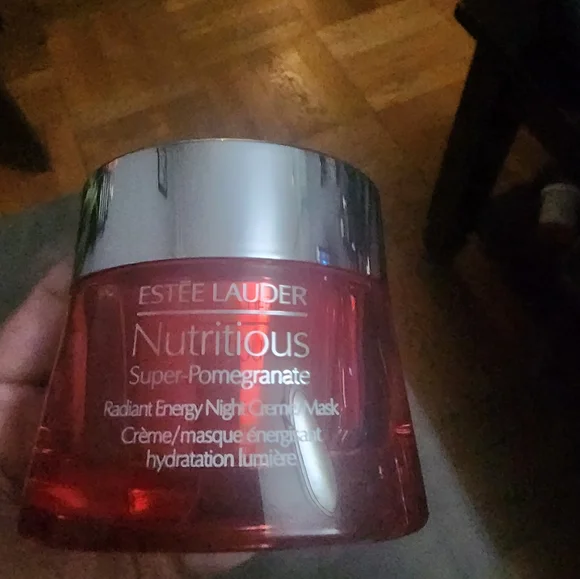 ESTĒE LAUDER
Nutritious
Super-Pomegranate
Radiant Energy Night Creme/Mask
Crème/masque énergisant
hydratation lumière